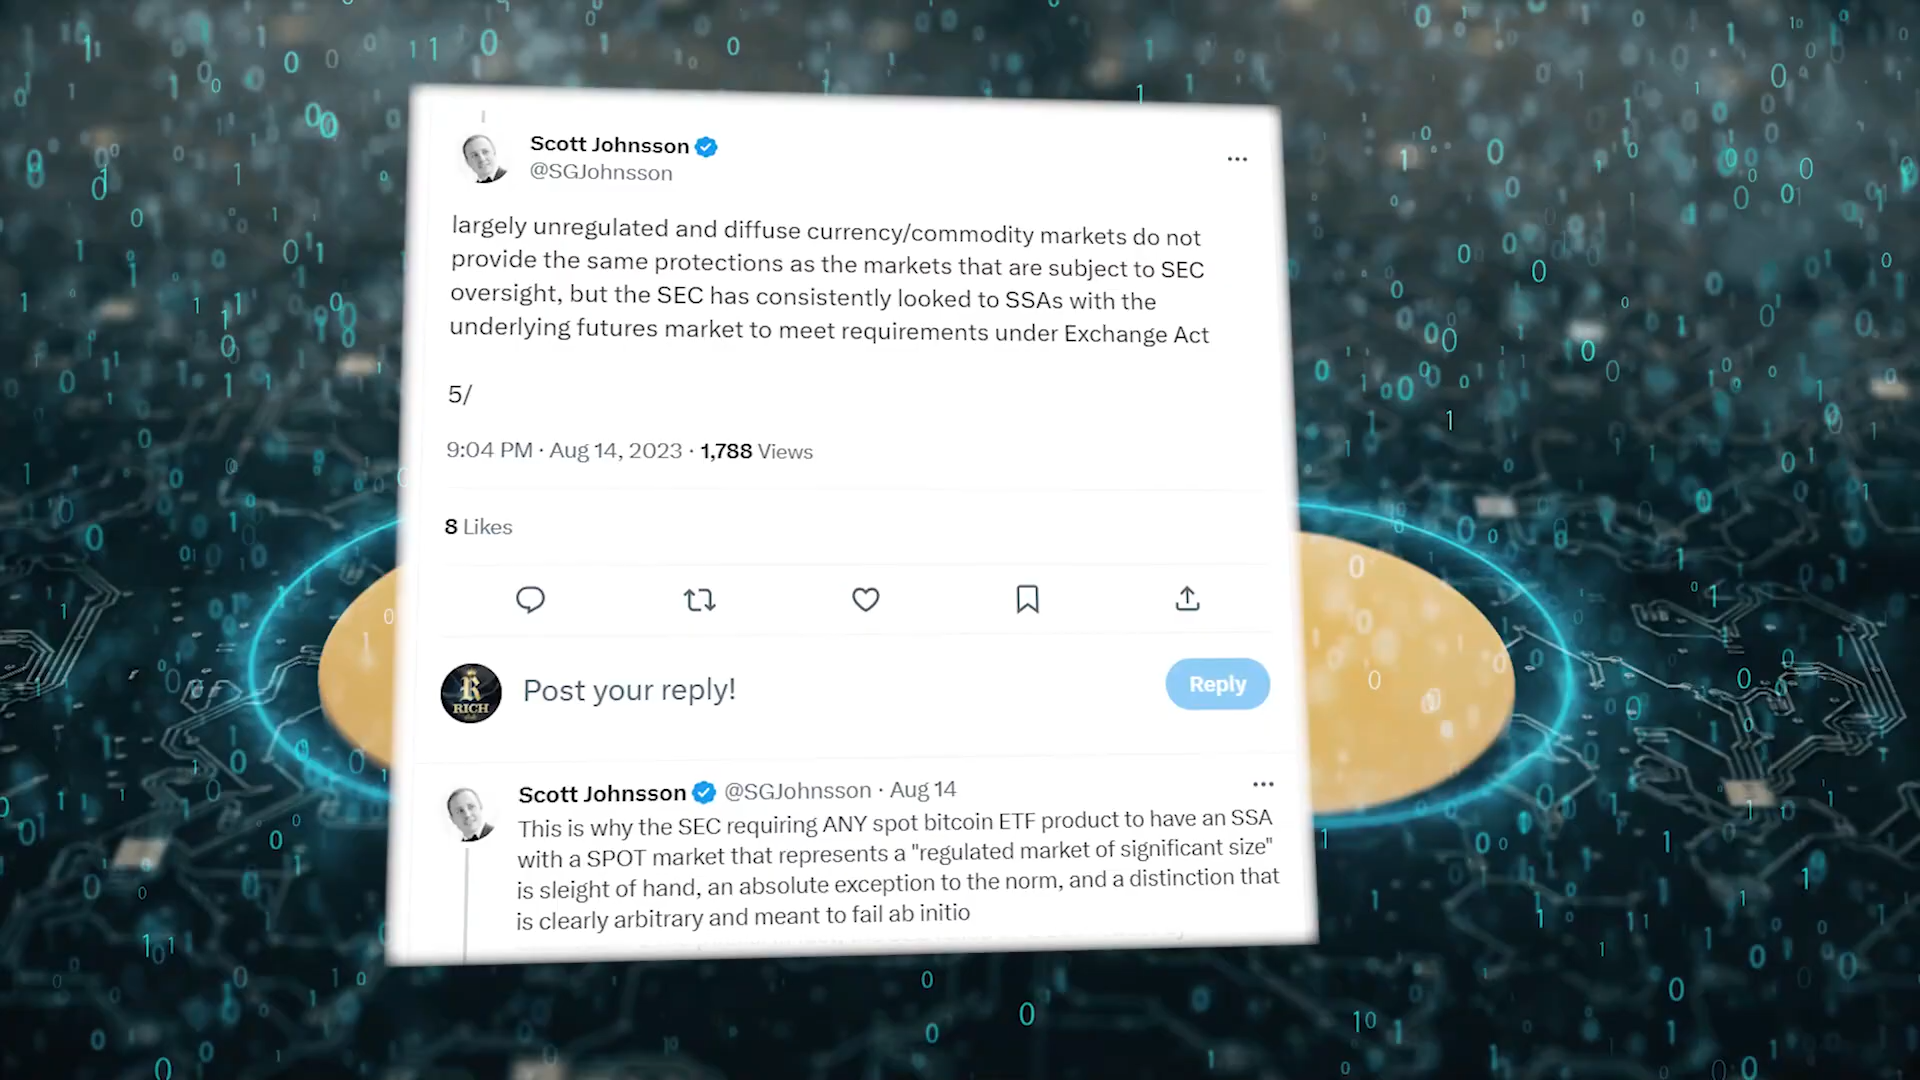 Scott Johnsson
@SGJohnsson
largely unregulated and diffuse currency/commodity markets do not
provide the same protections as the markets that are subject to SEC
oversight, but the SEC has consistently looked to SSAs with the
underlying futures market to meet requirements under Exchange Act
5/
9:04 PM · Aug 14, 2023 · 1,788 Views
8 Likes
R
RICH
Post your reply!
Reply
Scott Johnsson @SGJohnsson · Aug 14
This is why the SEC requiring ANY spot bitcoin ETF product to have an SSA
with a SPOT market that represents a "regulated market of significant size"
is sleight of hand, an absolute exception to the norm, and a distinction that
is clearly arbitrary and meant to fail ab initio